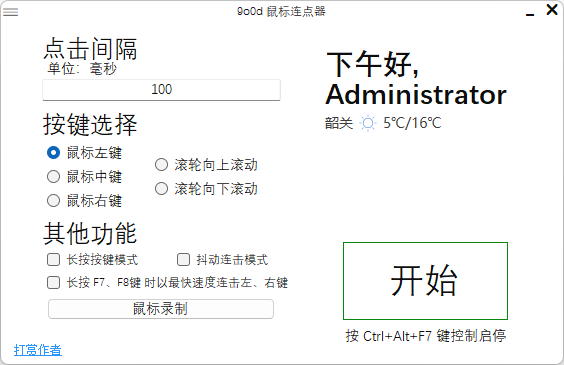 9o0d 鼠标连点器
点击间隔
单位：毫秒
100
按键选择
鼠标左键
鼠标中键
鼠标右键
滚轮向上滚动
滚轮向下滚动
其他功能
长按按键模式
抖动连击模式
长按 F7、F8键 时以最快速度连击左、右键
鼠标录制
打赏作者
下午好,
Administrator
韶关 5℃/16℃
开始
按 Ctrl+Alt+F7 键控制启停